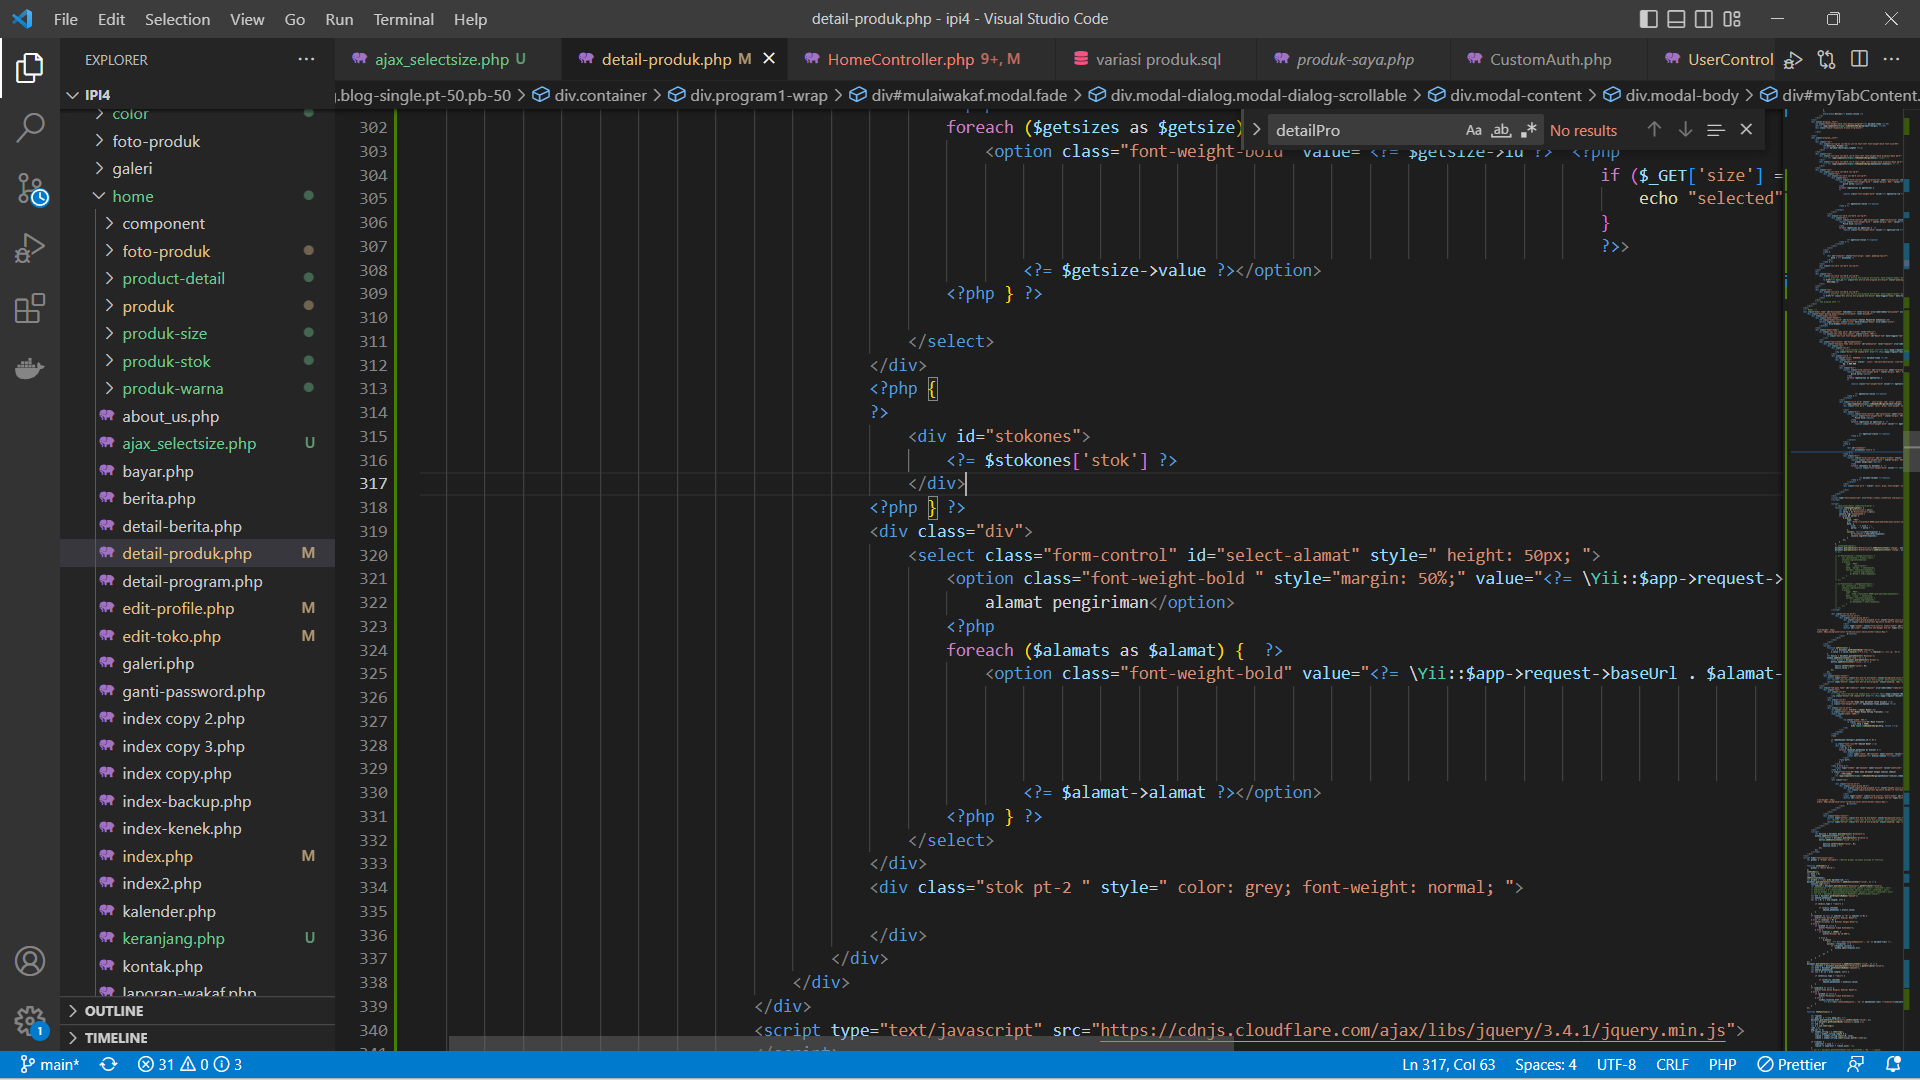 File Edit Selection View Go Run Terminal Help
detail-produk.php - ipi4 - Visual Studio Code
EXPLORER
ajax_selectsize.php U
detail-produk.php M
HomeController.php 9+, M
variasi produk.sql
produk-saya.php
CustomAuth.php
UserControl
IPI4
.blog-single.pt-50.pb-50 > div.container > div.program1-wrap > div#mulaiwakaf.modal.fade > div.modal-dialog.modal-dialog-scrollable > div.modal-content > div.modal-body > div#myTabContent.
detailPro
Aa ab No results
color
foto-produk
galeri
home
component
foto-produk
product-detail
produk
produk-size
produk-stok
produk-warna
about_us.php
ajax_selectsize.php U
bayar.php
berita.php
detail-berita.php
detail-produk.php M
detail-program.php
edit-profile.php M
edit-toko.php M
galeri.php
ganti-password.php
index copy 2.php
index copy 3.php
index copy.php
index-backup.php
index-kenek.php
index.php M
index2.php
kalender.php
keranjang.php U
kontak.php
laporan-wakaf.php
OUTLINE
TIMELINE
302 foreach ($getsizes as $getsize)
303 <option class="font-weight-bold" value="<?= $getsize->id ?>" <?php
304 if ($_GET['size'] =
305 echo "selected"
306 }
307 ?>>
308 <?= $getsize->value ?></option>
309 <?php } ?>
310
311 </select>
312 </div>
313 <?php {
314 ?>
315 <div id="stokones">
316 <?= $stokones['stok'] ?>
317 </div>
318 <?php } ?>
319 <div class="div">
320 <select class="form-control" id="select-alamat" style=" height: 50px; ">
321 <option class="font-weight-bold " style="margin: 50%;" value="<?= \Yii::$app->request->
322 alamat pengiriman</option>
323 <?php
324 foreach ($alamats as $alamat) { ?>
325 <option class="font-weight-bold" value="<?= \Yii::$app->request->baseUrl . $alamat-
326
327
328
329
330 <?= $alamat->alamat ?></option>
331 <?php } ?>
332 </select>
333 </div>
334 <div class="stok pt-2 " style=" color: grey; font-weight: normal; ">
335
336 </div>
337 </div>
338 </div>
339 </div>
340 <script type="text/javascript" src="https://cdnjs.cloudflare.com/ajax/libs/jquery/3.4.1/jquery.min.js">
341 </script>
main* 31 0 3
Ln 317, Col 63 Spaces: 4 UTF-8 CRLF PHP Prettier
1